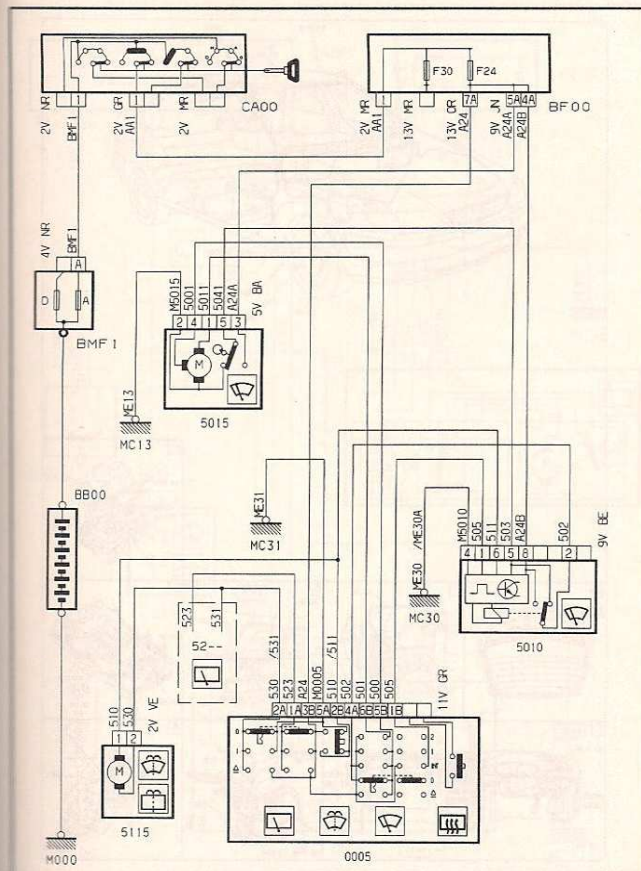 F30 F24
CA00
BF00
1
1 7A 5A 4A
2V NR
BMF1
2V GR
AA1
2V MR
2V MR
AA1
13V MR
13V OR
A24
9V JN
A24A
A24B
4V NR
BMF1
A
D A
BMF1
M5015
5001
5011
5041
A24A
5V BA
2 4 1 5 3
M
5015
ME13
MC13
BB00
ME31
MC31
ME30 /ME30A
MC30
M5010
505
511
503
A24B
502
9V BE
4 1 6 5 8 2
5010
523
531
52--
510
530
2V VE
1 2
M
5115
530 /531
523
A24
M0005
510 /511
502
501
500
505
11V GR
2A 1A 3B 5A 2B 4A 6B 5B 1B
0005
M000